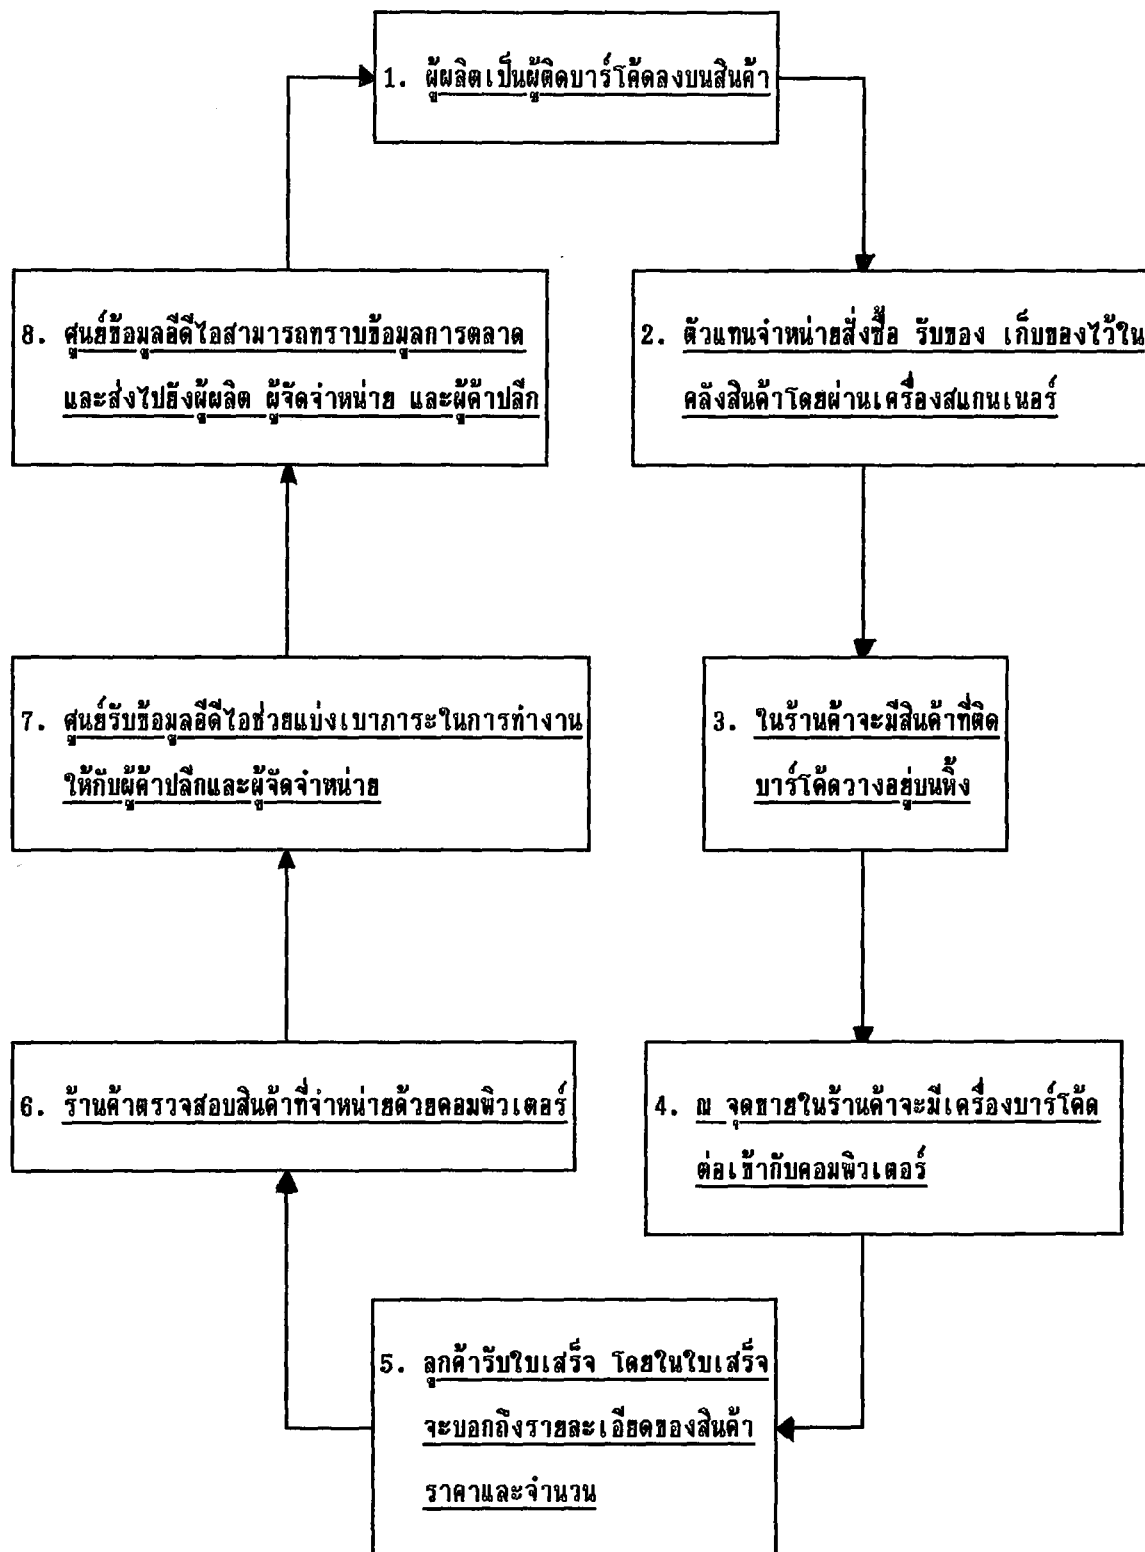 1. ผู้ผลิตเป็นผู้ติดบาร์โค้ดลงบนสินค้า
2. ตัวแทนจำหน่ายสั่งซื้อ รับของ เก็บของไว้ใน
คลังสินค้าโดยผ่านเครื่องสแกนเนอร์
3. ในร้านค้าจะมีสินค้าที่ติด
บาร์โค้ดวางอยู่บนหิ้ง
4. ณ จุดขายในร้านค้าจะมีเครื่องบาร์โค้ด
ต่อเข้ากับคอมพิวเตอร์
5. ลูกค้ารับใบเสร็จ โดยในใบเสร็จ
จะบอกถึงรายละเอียดของสินค้า
ราคาและจำนวน
6. ร้านค้าตรวจสอบสินค้าที่จำหน่ายด้วยคอมพิวเตอร์
7. ศูนย์รับข้อมูลอีดีไอช่วยแบ่งเบาภาระในการทำงาน
ให้กับผู้ค้าปลีกและผู้จัดจำหน่าย
8. ศูนย์ข้อมูลอีดีไอสามารถทราบข้อมูลการตลาด
และส่งไปยังผู้ผลิต ผู้จัดจำหน่าย และผู้ค้าปลีก